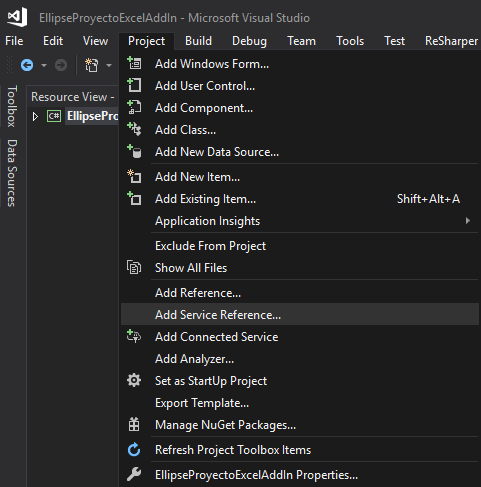 EllipseProyectoExcelAddIn - Microsoft Visual Studio
File Edit View Project Build Debug Team Tools Test ReSharper
Toolbox
Data Sources
Resource View -
C# EllipsePro
Add Windows Form...
Add User Control...
Add Component...
Add Class...
Add New Data Source...
Add New Item...
Add Existing Item... Shift+Alt+A
Application Insights
Exclude From Project
Show All Files
Add Reference...
Add Service Reference...
Add Connected Service
Add Analyzer...
Set as StartUp Project
Export Template...
Manage NuGet Packages...
Refresh Project Toolbox Items
EllipseProyectoExcelAddIn Properties...